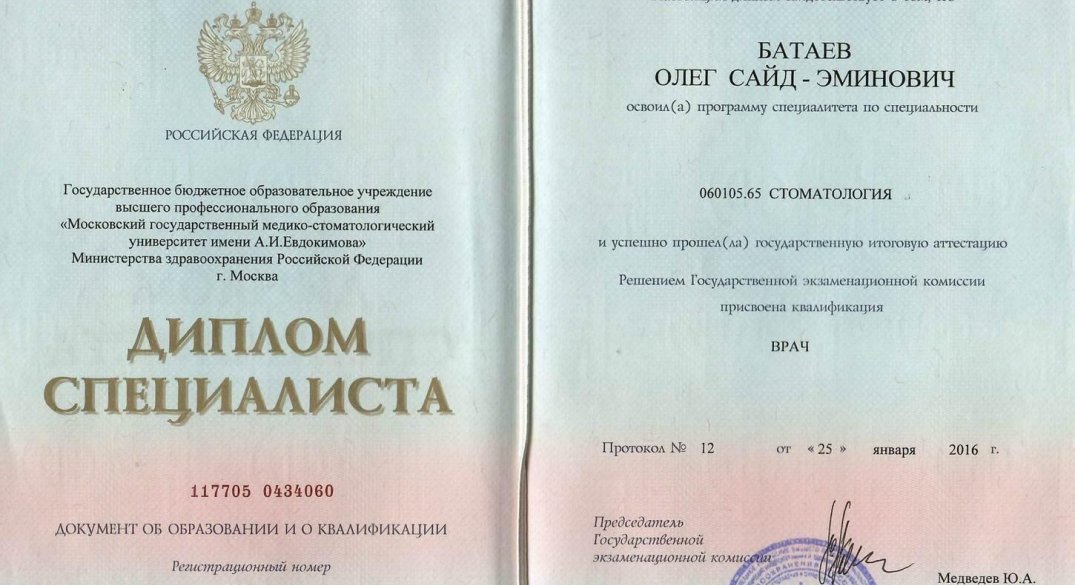 РОССИЙСКАЯ ФЕДЕРАЦИЯ
Государственное бюджетное образовательное учреждение
высшего профессионального образования
«Московский государственный медико-стоматологический
университет имени А.И.Евдокимова»
Министерства здравоохранения Российской Федерации
г. Москва
ДИПЛОМ
СПЕЦИАЛИСТА
117705 0434060
ДОКУМЕНТ ОБ ОБРАЗОВАНИИ И О КВАЛИФИКАЦИИ
Регистрационный номер
БАТАЕВ
ОЛЕГ САЙД - ЭМИНОВИЧ
освоил(а) программу специалитета по специальности
060105.65 СТОМАТОЛОГИЯ
и успешно прошел(ла) государственную итоговую аттестацию
Решением Государственной экзаменационной комиссии
присвоена квалификация
ВРАЧ
Протокол № 12 от «25 » января 2016 г.
Председатель
Государственной
экзаменационной комиссии
Медведев Ю.А.